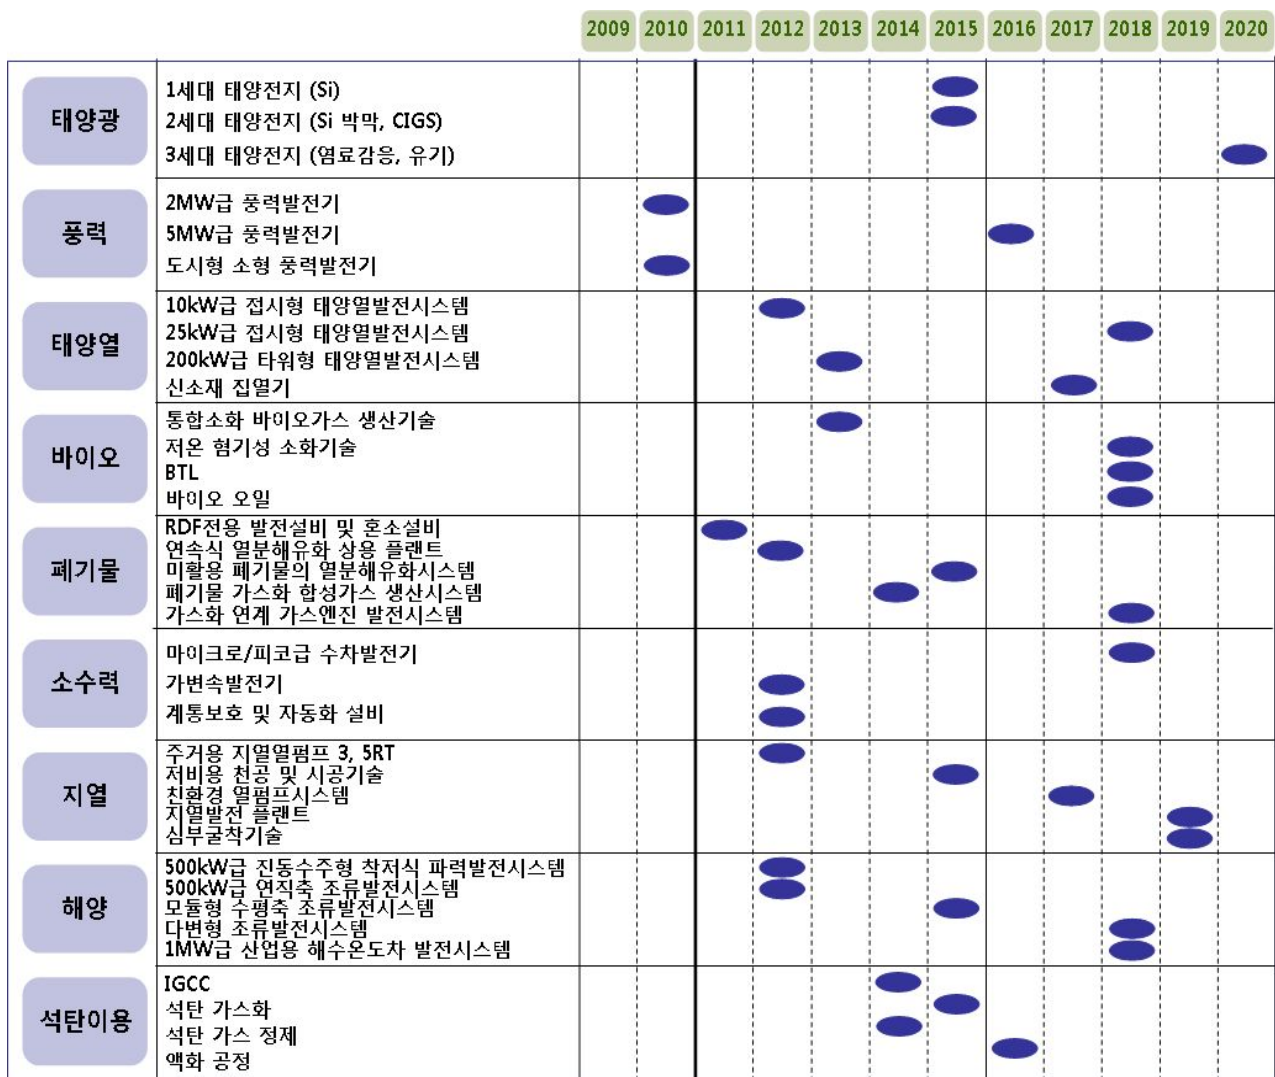 2009 2010 2011 2012 2013 2014 2015 2016 2017 2018 2019 2020
태양광
1세대 태양전지 (Si)
2세대 태양전지 (Si 박막, CIGS)
3세대 태양전지 (염료감응, 유기)
풍력
2MW급 풍력발전기
5MW급 풍력발전기
도시형 소형 풍력발전기
태양열
10kW급 접시형 태양열발전시스템
25kW급 접시형 태양열발전시스템
200kW급 타워형 태양열발전시스템
신소재 집열기
바이오
통합소화 바이오가스 생산기술
저온 혐기성 소화기술
BTL
바이오 오일
폐기물
RDF전용 발전설비 및 혼소설비
연속식 열분해유화 상용 플랜트
미활용 폐기물의 열분해유화시스템
폐기물 가스화 합성가스 생산시스템
가스화 연계 가스엔진 발전시스템
소수력
마이크로/피코급 수차발전기
가변속발전기
계통보호 및 자동화 설비
지열
주거용 지열열펌프 3, 5RT
저비용 천공 및 시공기술
친환경 열펌프시스템
지열발전 플랜트
심부굴착기술
해양
500kW급 진동수주형 착저식 파력발전시스템
500kW급 연직축 조류발전시스템
모듈형 수평축 조류발전시스템
다변형 조류발전시스템
1MW급 산업용 해수온도차 발전시스템
석탄이용
IGCC
석탄 가스화
석탄 가스 정제
액화 공정